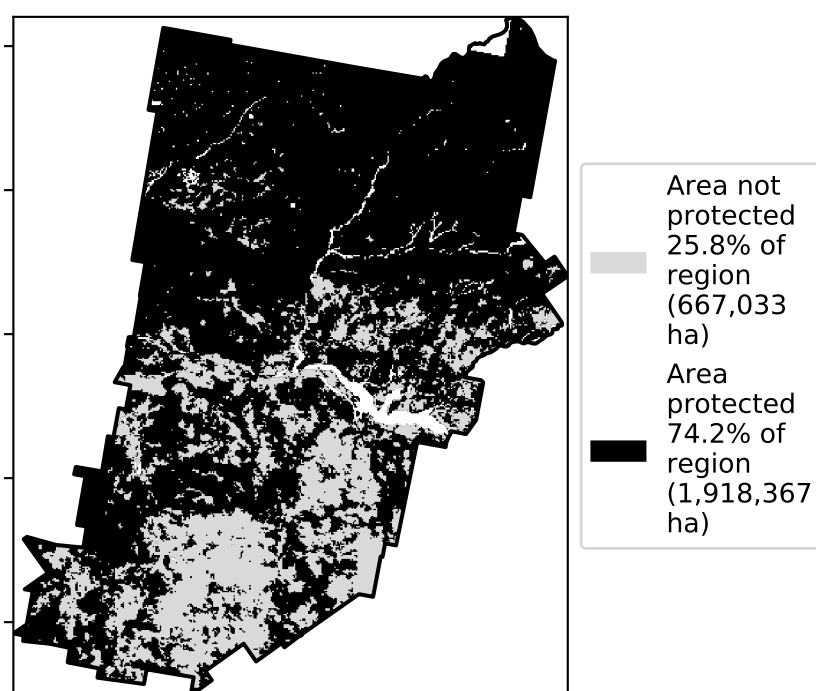 Area not
protected
25.8% of
region
(667,033
ha)
Area
protected
74.2% of
region
(1,918,367
ha)